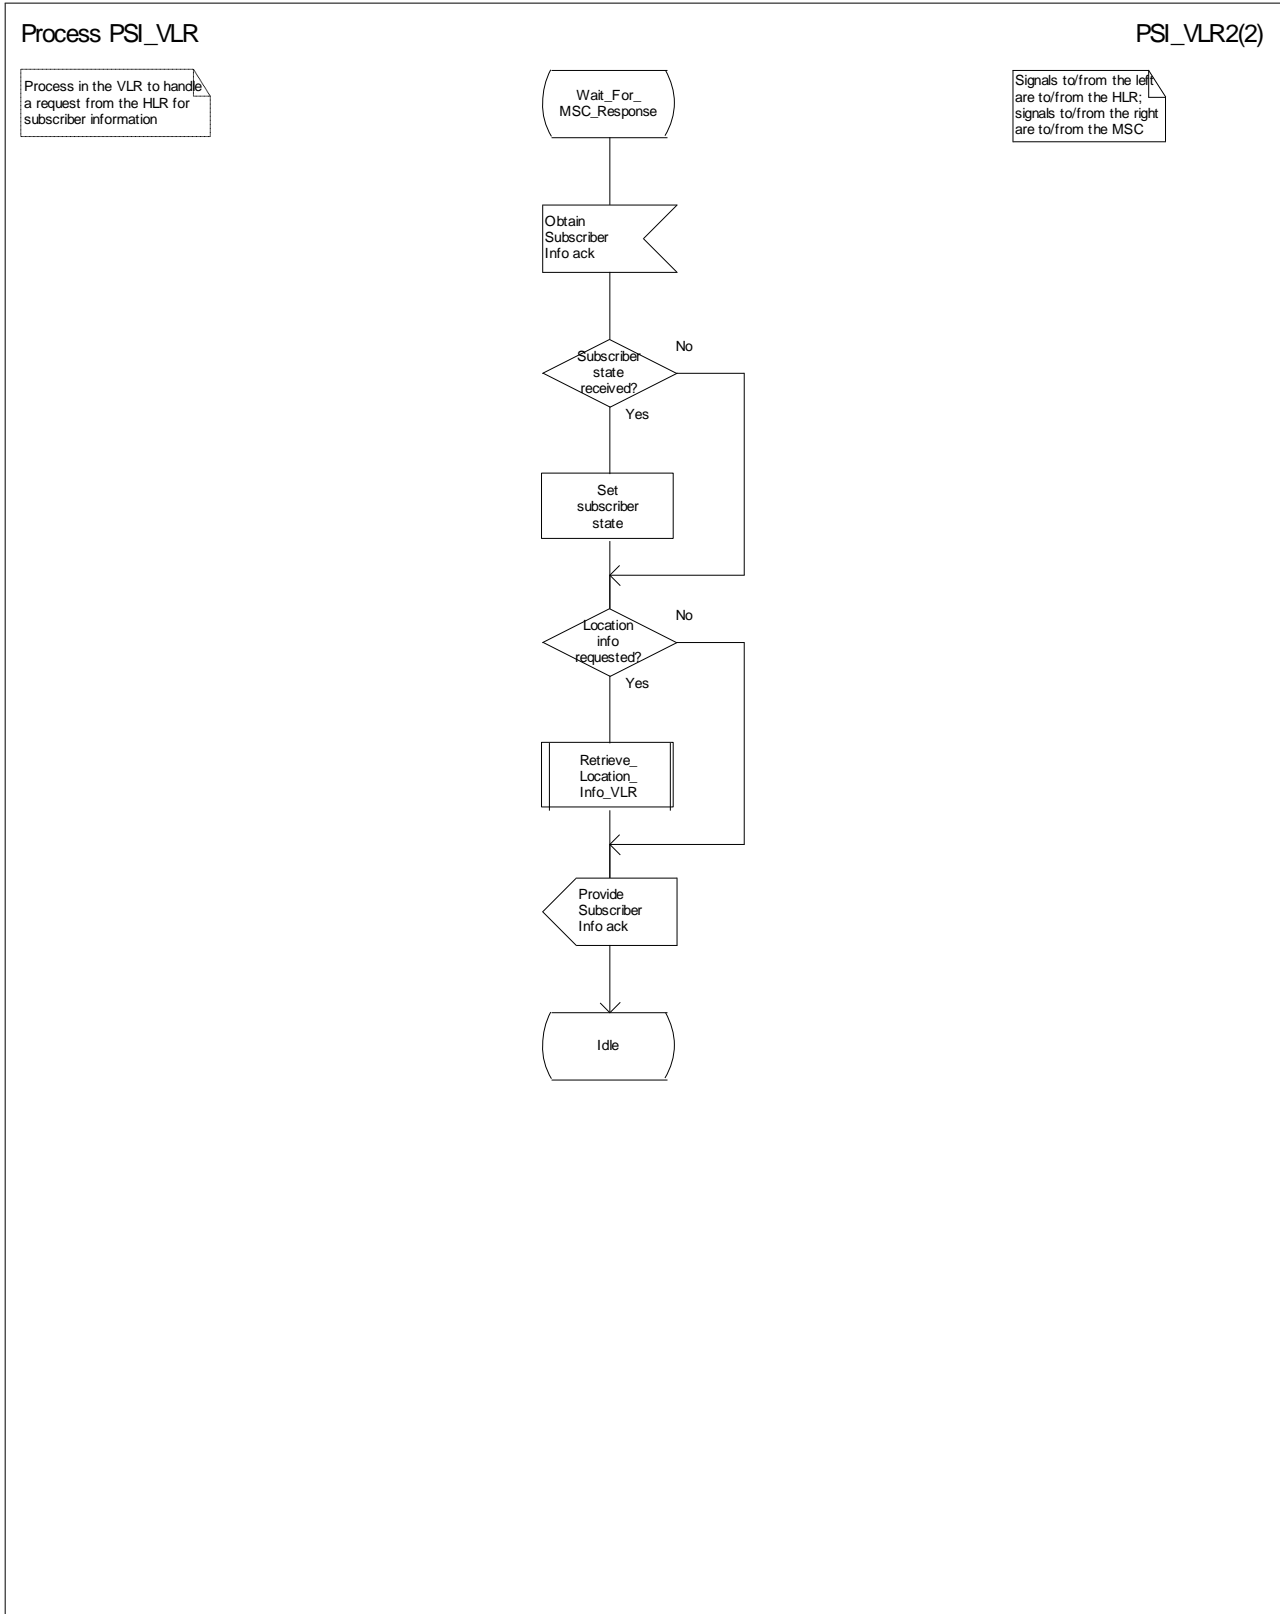 Process PSI_VLR
PSI_VLR2(2)
Process in the VLR to handle
a request from the HLR for
subscriber information
Signals to/from the left
are to/from the HLR;
signals to/from the right
are to/from the MSC
Wait_For_
MSC_Response
Obtain
Subscriber
Info ack
Subscriber
state
received?
No
Yes
Set
subscriber
state
Location
info
requested?
No
Yes
Retrieve_
Location_
Info_VLR
Provide
Subscriber
Info ack
Idle